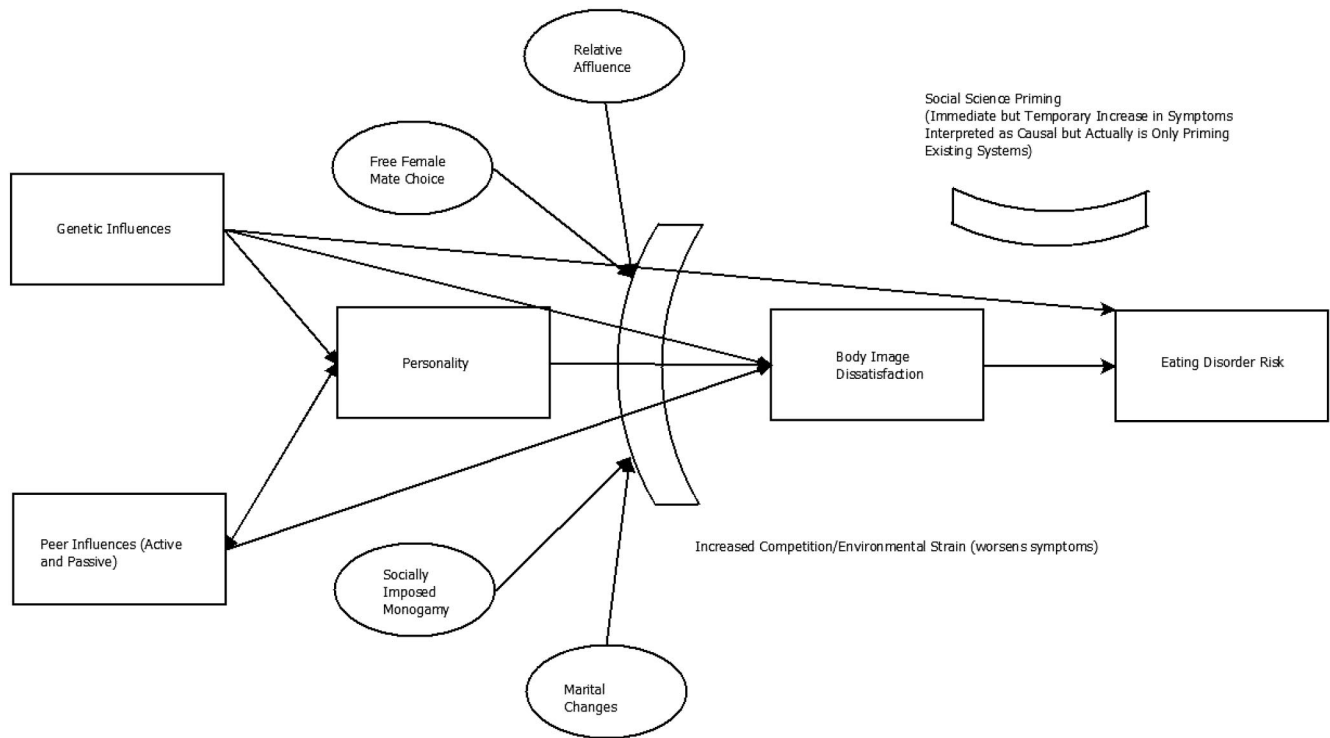 Relative
Affluence
Social Science Priming
(Immediate but Temporary Increase in Symptoms
Interpreted as Causal but Actually is Only Priming
Existing Systems)
Free Female
Mate Choice
Genetic Influences
Personality
Body Image
Dissatisfaction
Eating Disorder Risk
Peer Influences (Active
and Passive)
Increased Competition/Environmental Strain (worsens symptoms)
Socially
Imposed
Monogamy
Marital
Changes